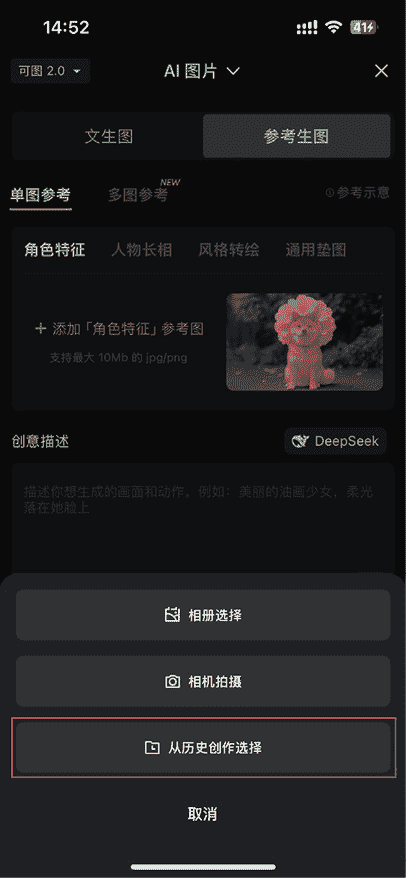 14:52
41
可图 2.0
AI 图片
文生图
参考生图
单图参考
多图参考
NEW
参考示意
角色特征
人物长相
风格转绘
通用垫图
+ 添加「角色特征」参考图
支持最大 10Mb 的 jpg/png
创意描述
DeepSeek
描述你想生成的画面和动作。例如：美丽的油画少女，柔光
落在她脸上
相册选择
相机拍摄
从历史创作选择
取消